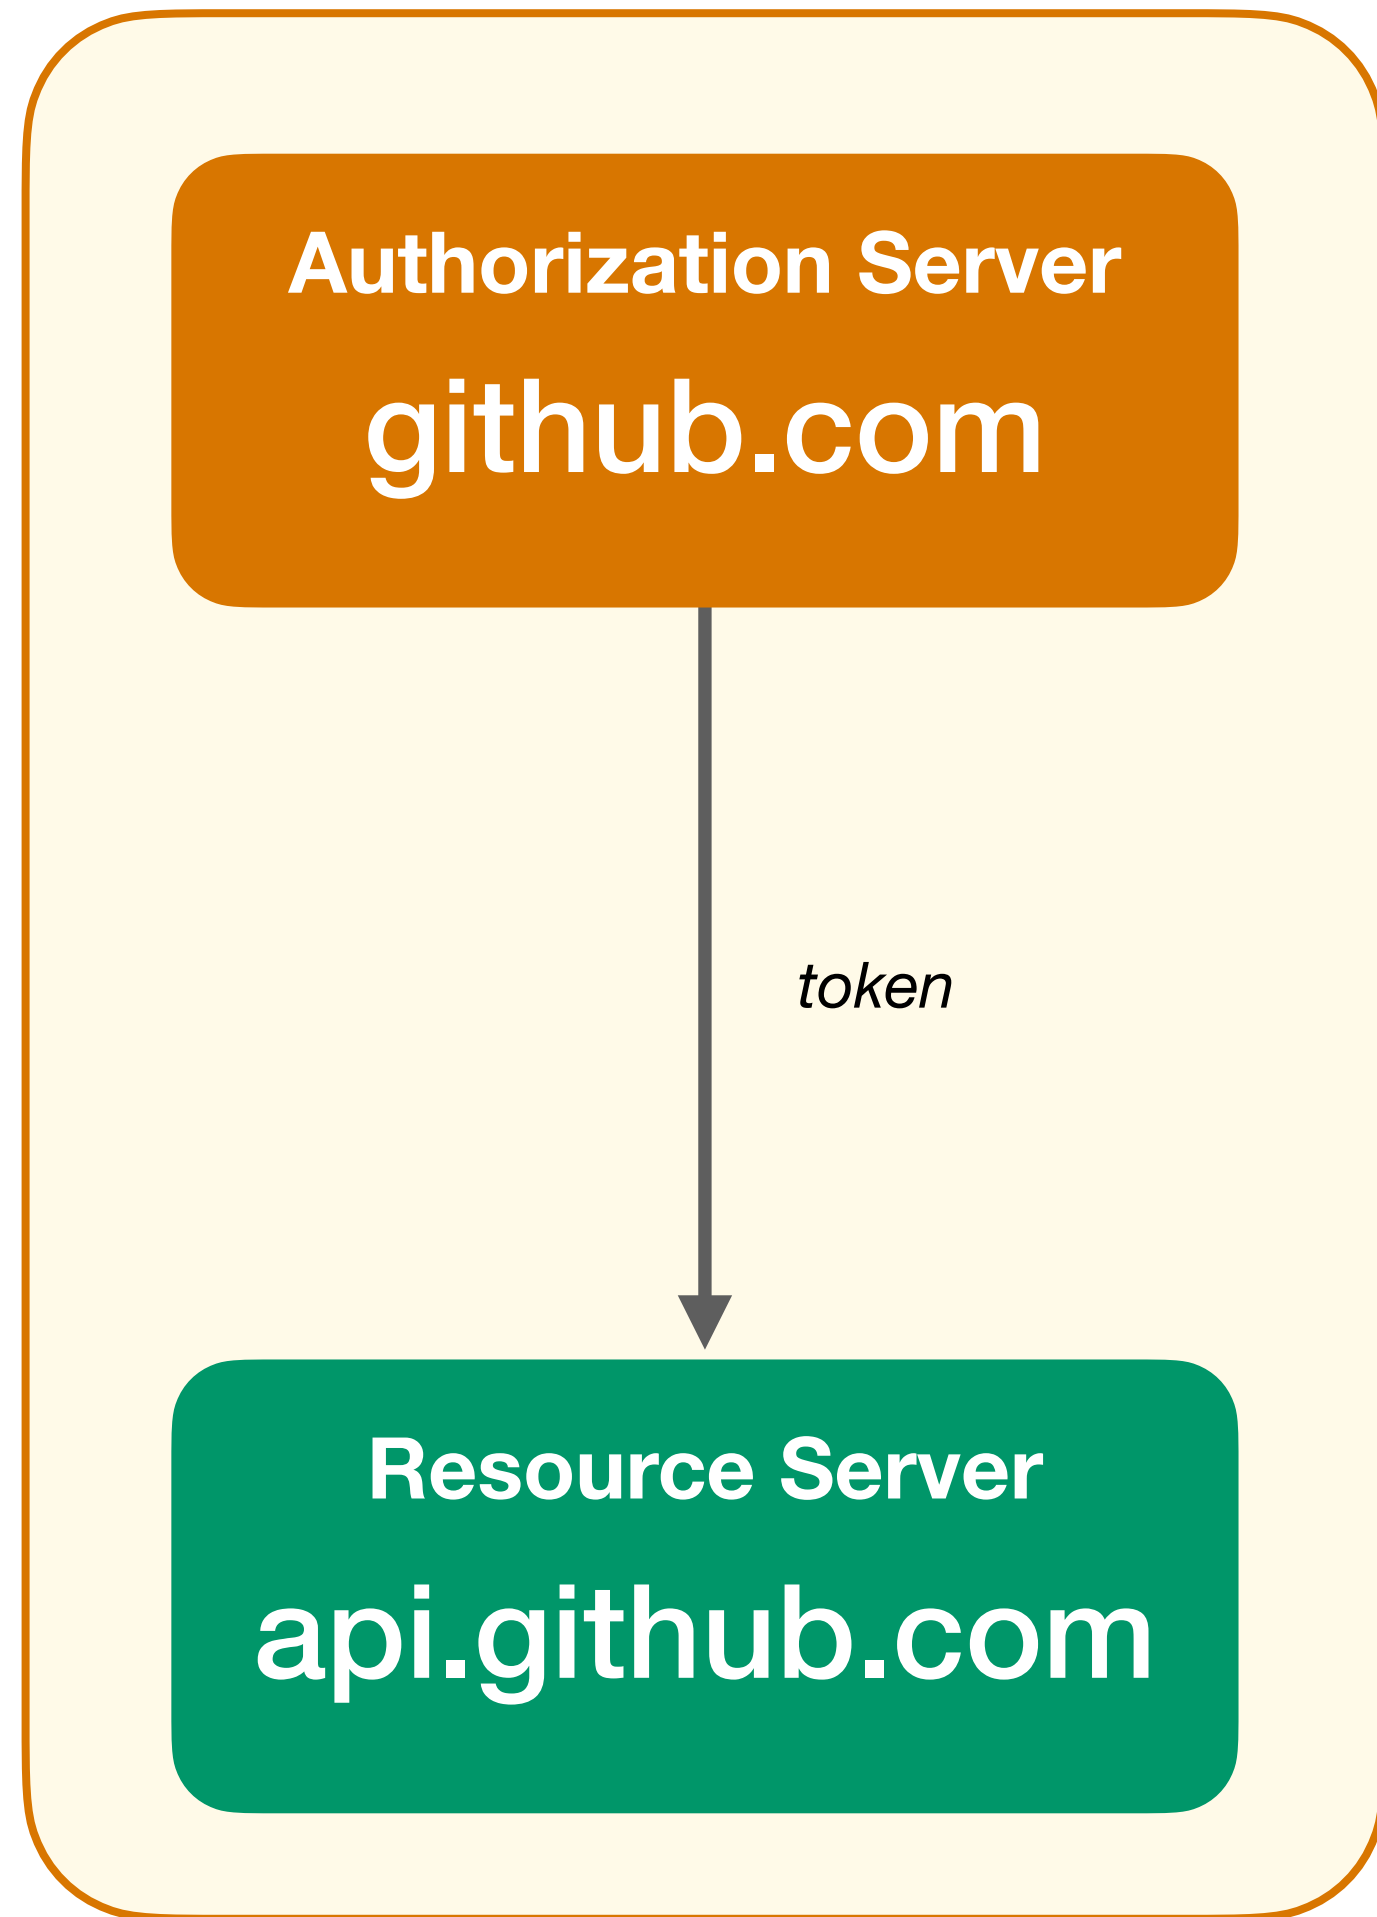 Authorization Server
github.com
token
Resource Server
api.github.com